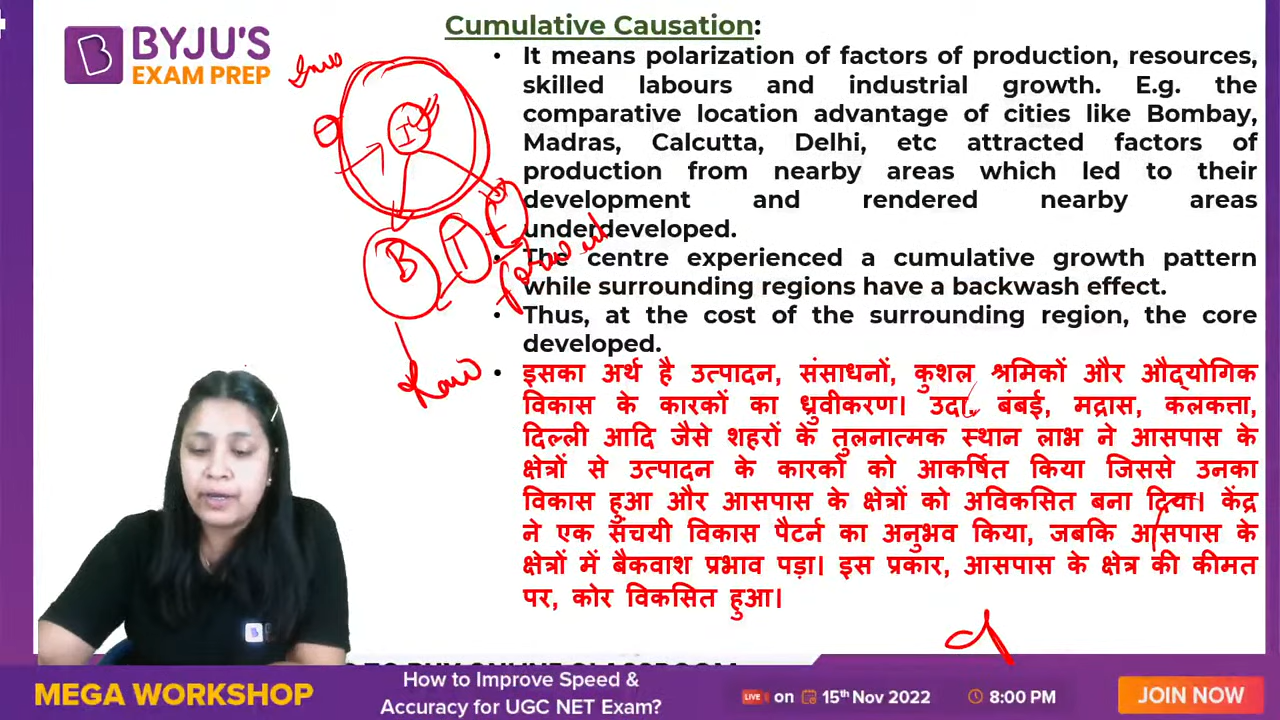 Cumulative Causation:
BYJU'S
EXAM PREP
• It means polarization of factors of production, resources,
skilled labours and industrial growth. E.g. the
comparative location advantage of cities like Bombay,
Madras, Calcutta, Delhi, etc attracted factors of
production from nearby areas which led to their
development and rendered nearby areas
underdeveloped.
• The centre experienced a cumulative growth pattern
while surrounding regions have a backwash effect.
• Thus, at the cost of the surrounding region, the core
developed.
• इसका अर्थ है उत्पादन, संसाधनों, कुशल श्रमिकों और औद्योगिक
विकास के कारकों का ध्रुवीकरण। उदा. बंबई, मद्रास, कलकत्ता,
दिल्ली आदि जैसे शहरों के तुलनात्मक स्थान लाभ ने आसपास के
क्षेत्रों से उत्पादन के कारकों को आकर्षित किया जिससे उनका
विकास हुआ और आसपास के क्षेत्रों को अविकसित बना दिया। केंद्र
ने एक संचयी विकास पैटर्न का अनुभव किया, जबकि आसपास के
क्षेत्रों में बैकवाश प्रभाव पड़ा। इस प्रकार, आसपास के क्षेत्र की कीमत
पर, कोर विकसित हुआ।
I
B
I
forward
MEGA WORKSHOP
How to Improve Speed &
Accuracy for UGC NET Exam?
LIVE on 15th Nov 2022 8:00 PM
JOIN NOW